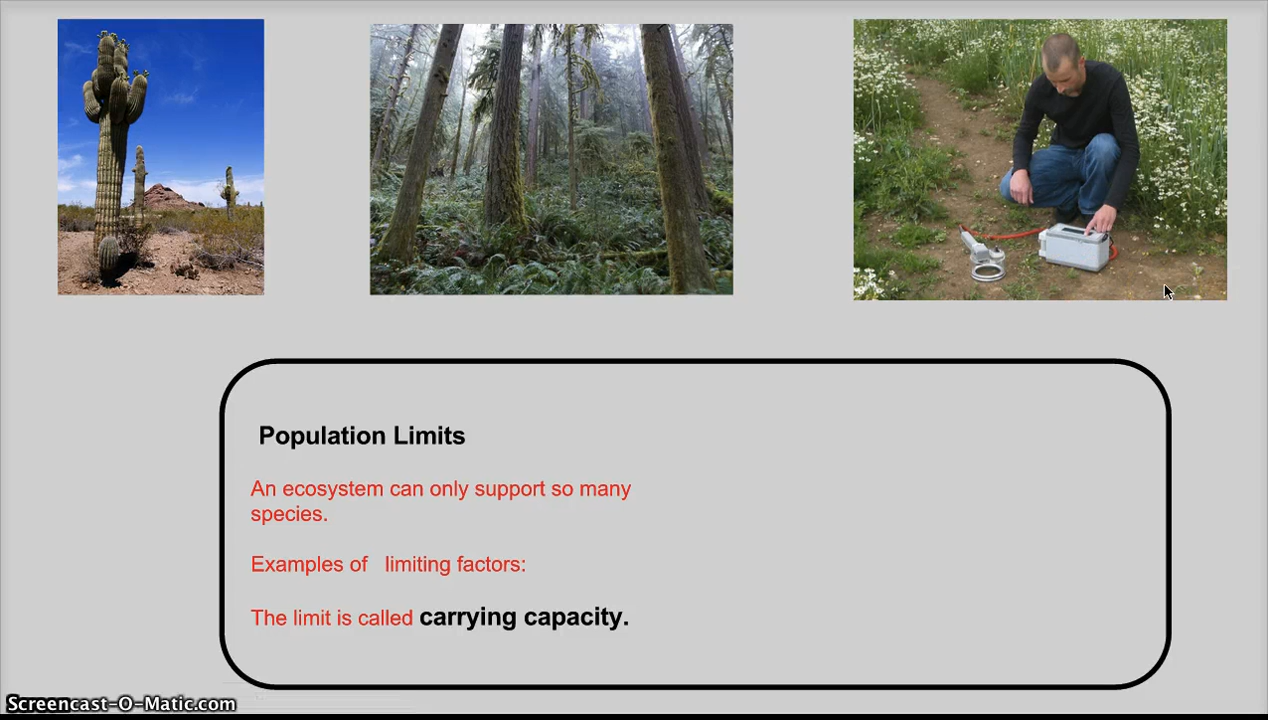 Population Limits
An ecosystem can only support so many
species.
Examples of limiting factors:
The limit is called carrying capacity.
Screencast-O-Matic.com